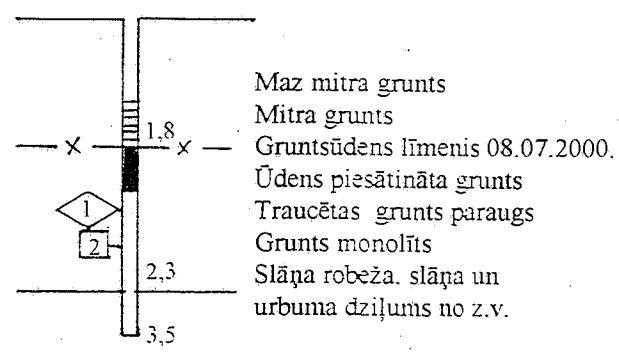 Maz mitra grunts
Mitra grunts
1,8
Gruntsūdens līmenis 08.07.2000.
Ūdens piesātināta grunts
1
Traucētas grunts paraugs
2
Grunts monolīts
2,3
Slāņa robeža. slāņa un
urbuma dziļums no z.v.
3,5